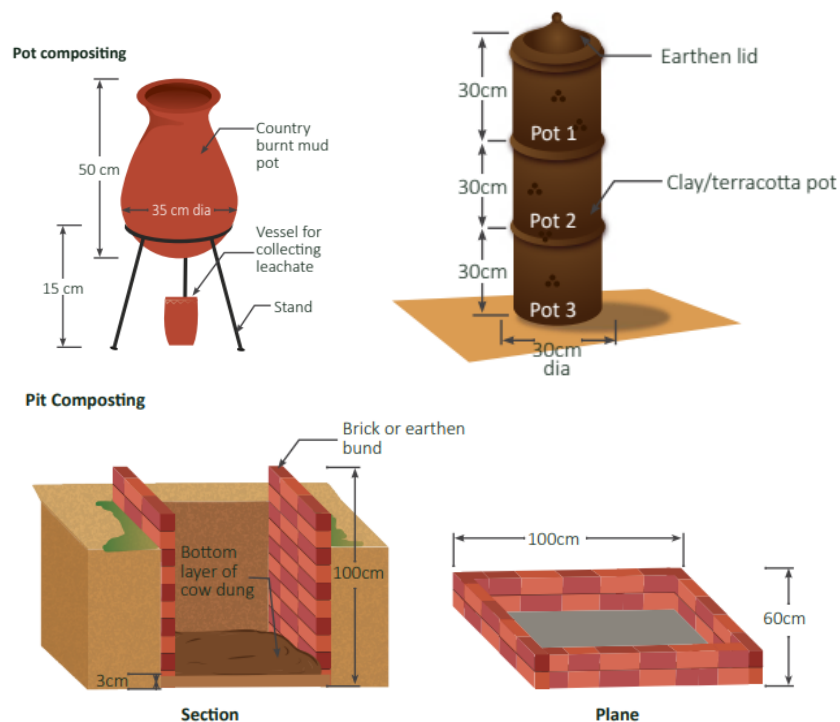 Pot compositing
50 cm
35 cm dia
15 cm
Country
burnt mud
pot
Vessel for
collecting
leachate
Stand
Earthen lid
30cm
Pot 1
Clay/terracotta pot
30cm
Pot 2
30cm
Pot 3
30cm
dia
Pit Composting
Brick or earthen
bund
Bottom
layer of
cow dung
100cm
3cm
Section
100cm
60cm
Plane